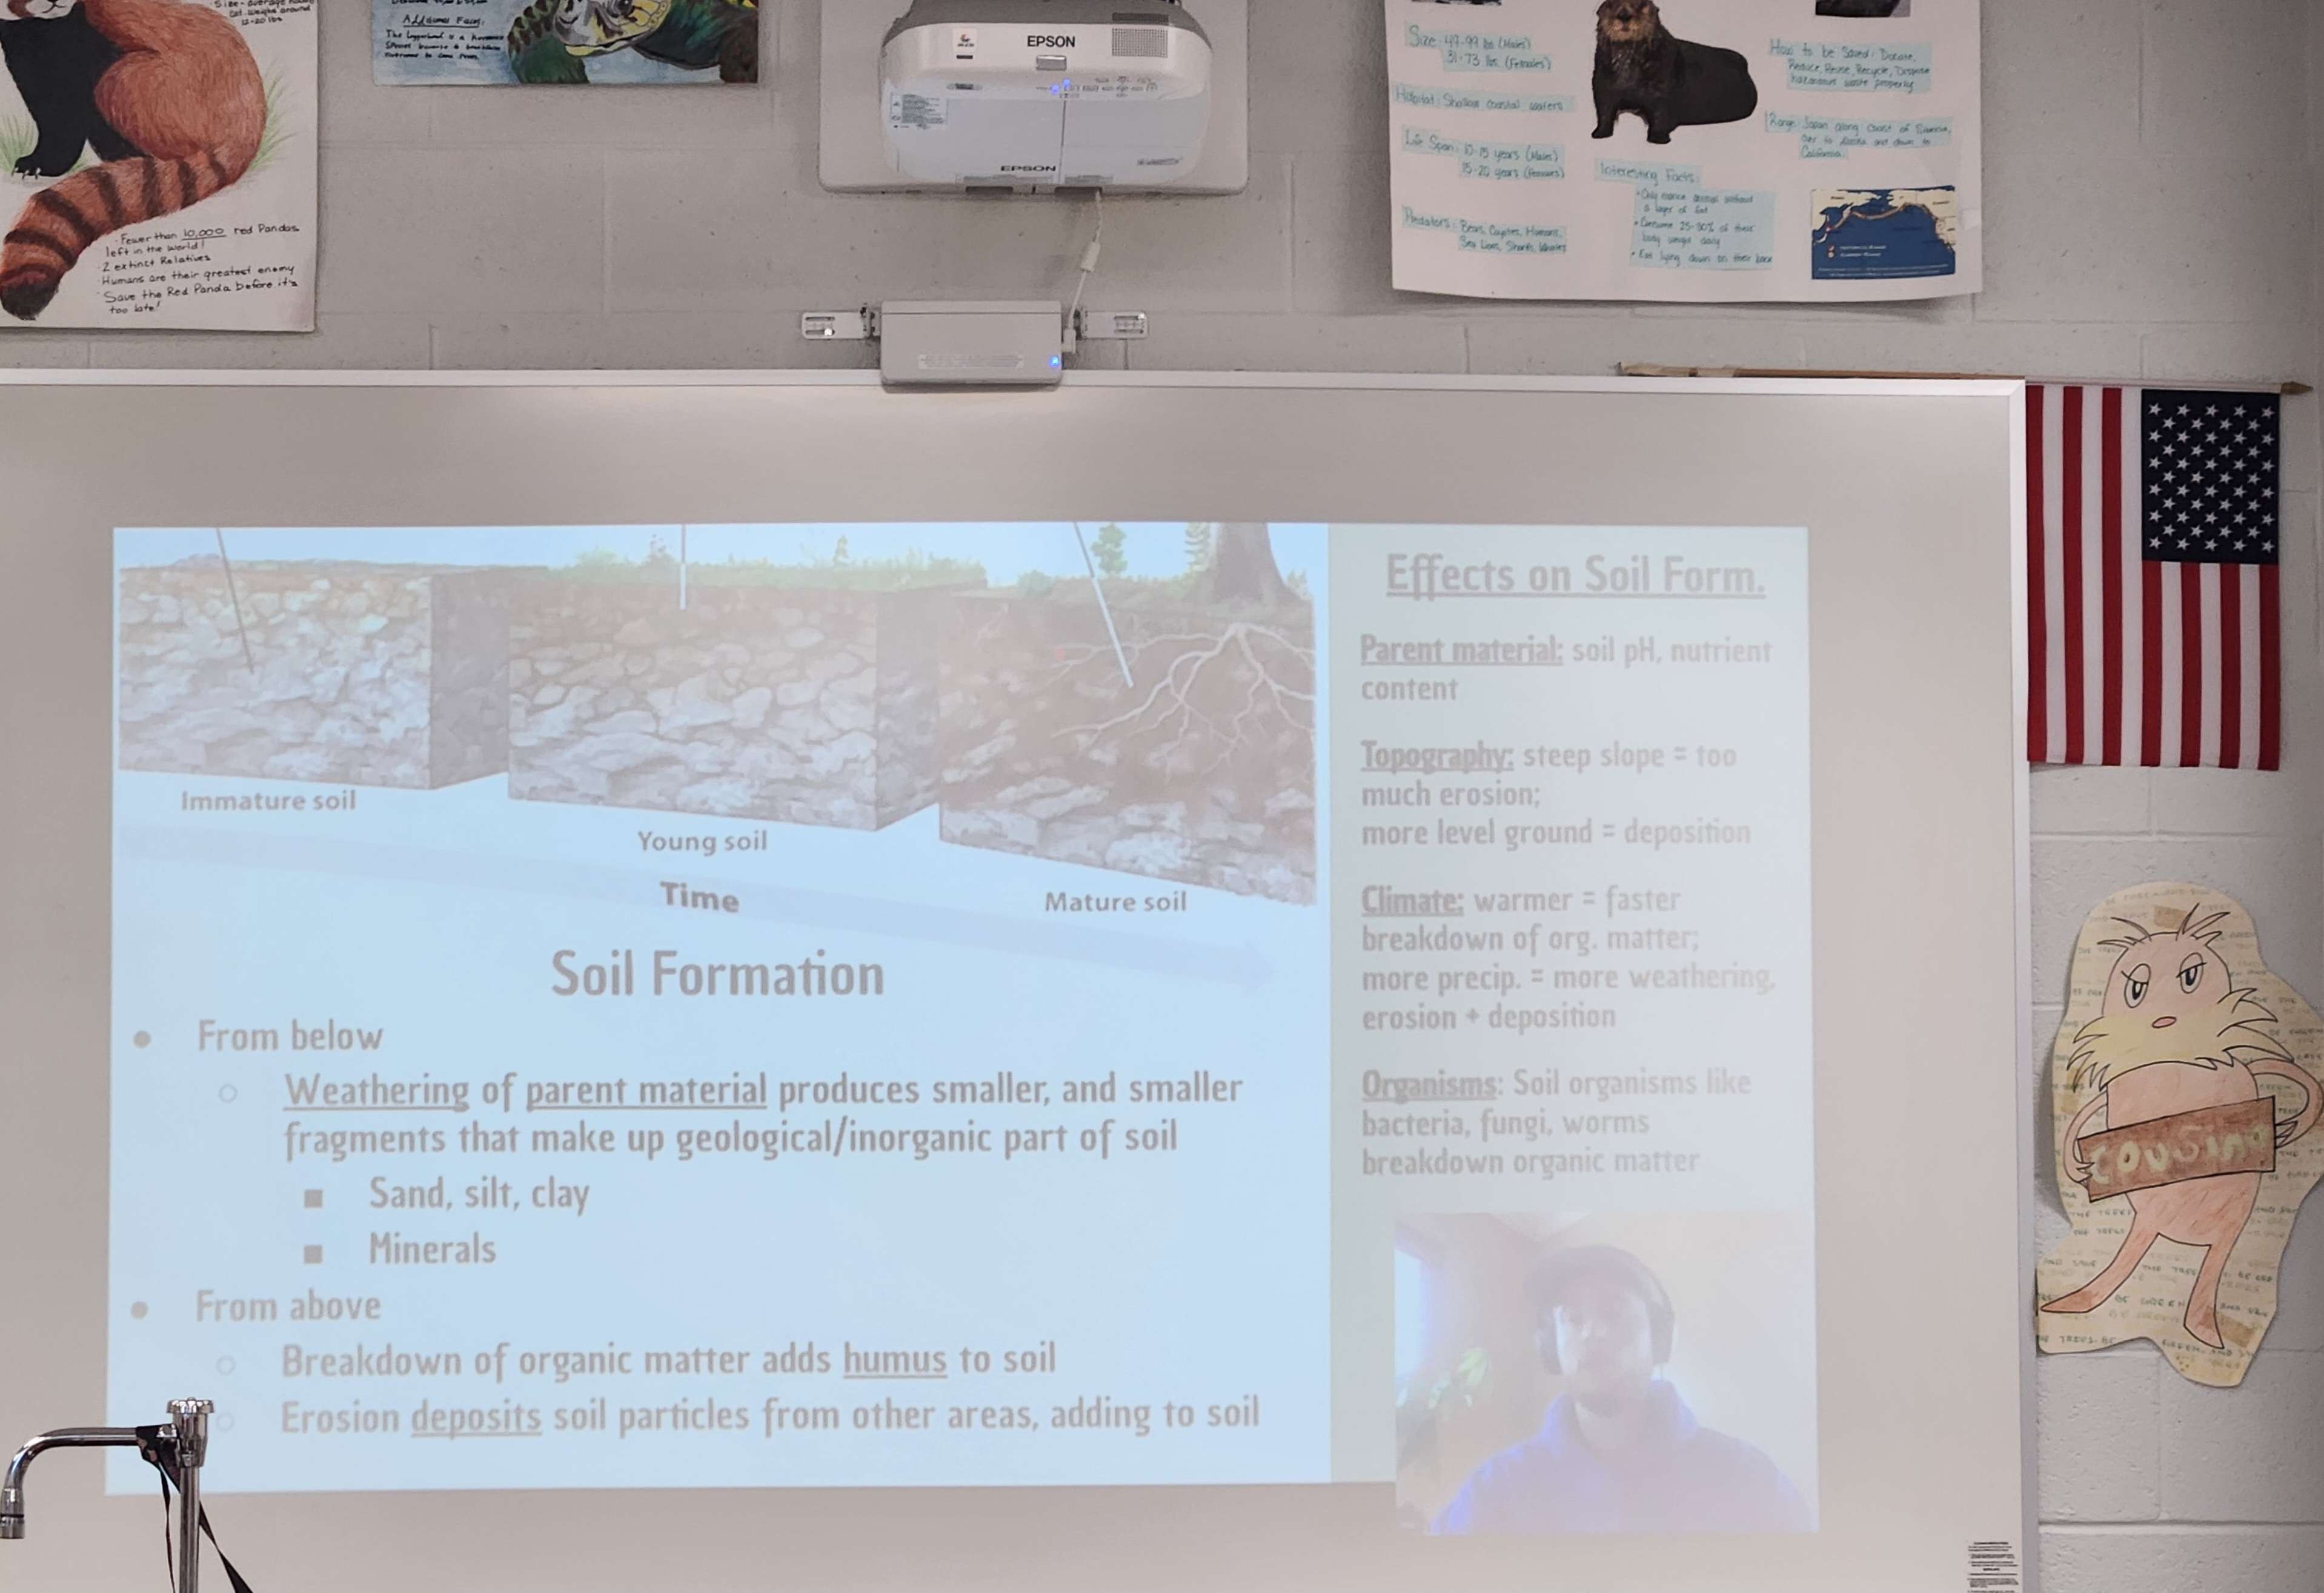 Size - average house
cat. Weighs around
12-20 lbs
· Fewer than 10,000 red Pandas
left in the world!
· 2 extinct Relatives
· Humans are their greatest enemy
· Save the Red Panda before it's
too late!
Additional Facts:
The loggerhead is a keystone
EPSON
EPSON
Size: 49-99 lbs (Males)
31-73 lbs. (Females)
Habitat: Shallow coastal waters
Life Span: 10-15 years (Males)
15-20 years (Females)
Predators: Bears, Coyotes, Humans,
Sea Lions, Sharks, Whales
Interesting Facts:
• Only marine animal without
a layer of fat
• Consume 25-30% of their
body weight daily
• Eat lying down on their back
How to be Saved: Donate,
Reduce, Reuse, Recycle, Dispose
hazardous waste properly
Range: Japan along coast of Siberia,
down to
California.
Immature soil
Young soil
Mature soil
Time
Soil Formation
● From below
○ Weathering of parent material produces smaller, and smaller
fragments that make up geological/inorganic part of soil
■ Sand, silt, clay
■ Minerals
● From above
○ Breakdown of organic matter adds humus to soil
○ Erosion deposits soil particles from other areas, adding to soil
Effects on Soil Form.
Parent material: soil pH, nutrient
content
Topography: steep slope = too
much erosion;
more level ground = deposition
Climate: warmer = faster
breakdown of org. matter;
more precip. = more weathering,
erosion + deposition
Organisms: Soil organisms like
bacteria, fungi, worms
breakdown organic matter
COUSINO